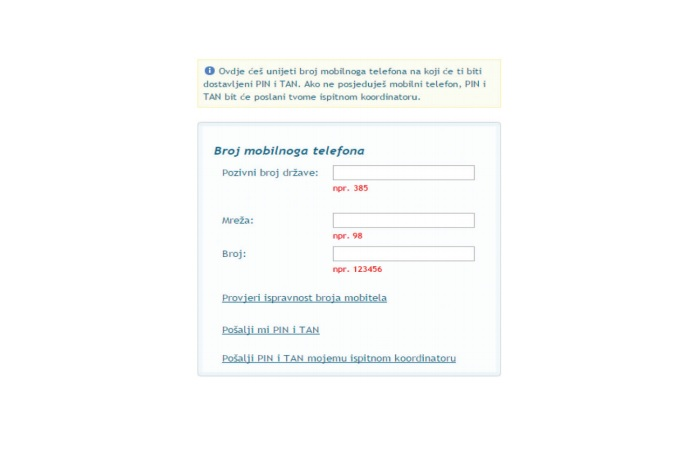 Ovdje ćeš unijeti broj mobilnoga telefona na koji će ti biti
dostavljeni PIN i TAN. Ako ne posjeduješ mobilni telefon, PIN i
TAN bit će poslani tvome ispitnom koordinatoru.
Broj mobilnoga telefona
Pozivni broj države:
npr. 385
Mreža:
npr. 98
Broj:
npr. 123456
Provjeri ispravnost broja mobitela
Pošalji mi PIN i TAN
Pošalji PIN i TAN mojemu ispitnom koordinatoru